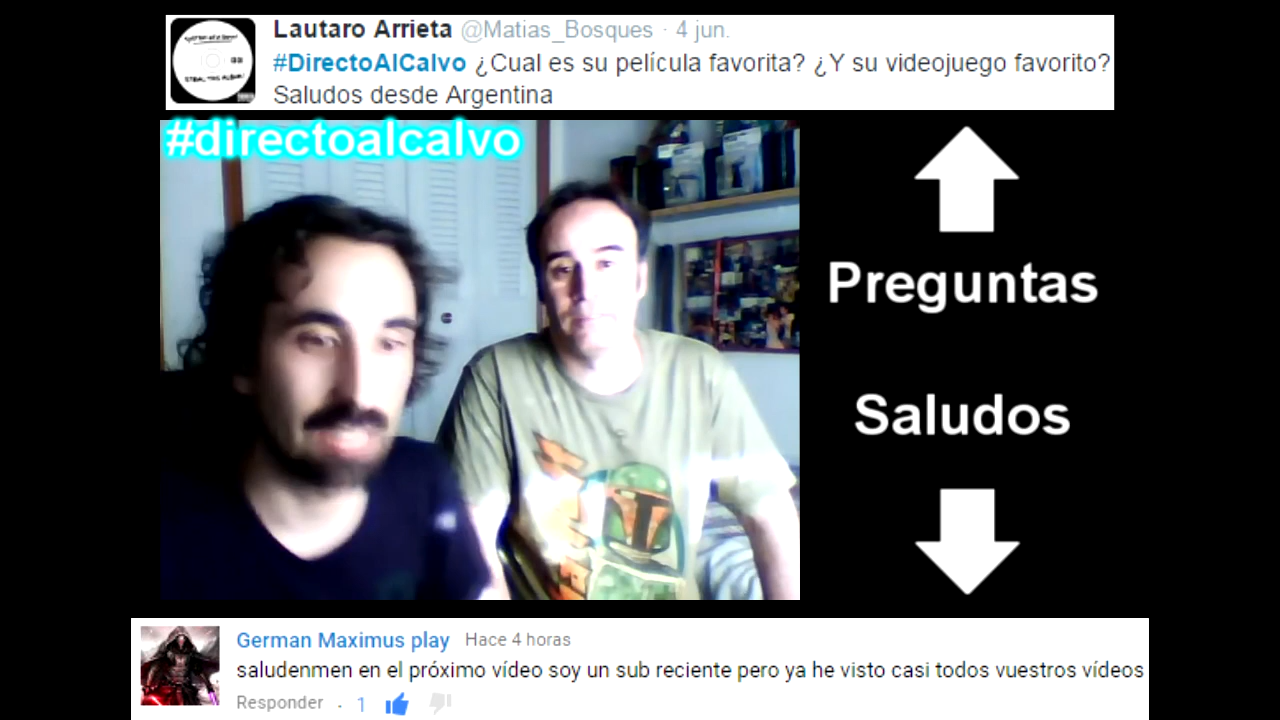 Lautaro Arrieta @Matias_Bosques · 4 jun.
#DirectoAlCalvo ¿Cual es su película favorita? ¿Y su videojuego favorito?
Saludos desde Argentina
#directoalcalvo
Preguntas
Saludos
German Maximus play Hace 4 horas
saludenmen en el próximo vídeo soy un sub reciente pero ya he visto casi todos vuestros vídeos
Responder · 1